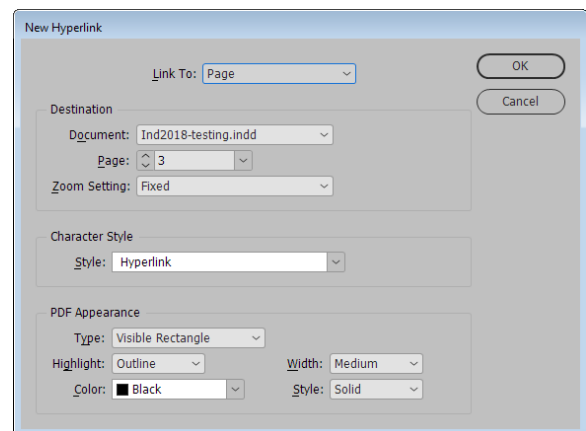 New Hyperlink
Link To: Page
OK
Cancel
Destination
Document: Ind2018-testing.indd
Page: 3
Zoom Setting: Fixed
Character Style
Style: Hyperlink
PDF Appearance
Type: Visible Rectangle
Highlight: Outline Width: Medium
Color: Black Style: Solid